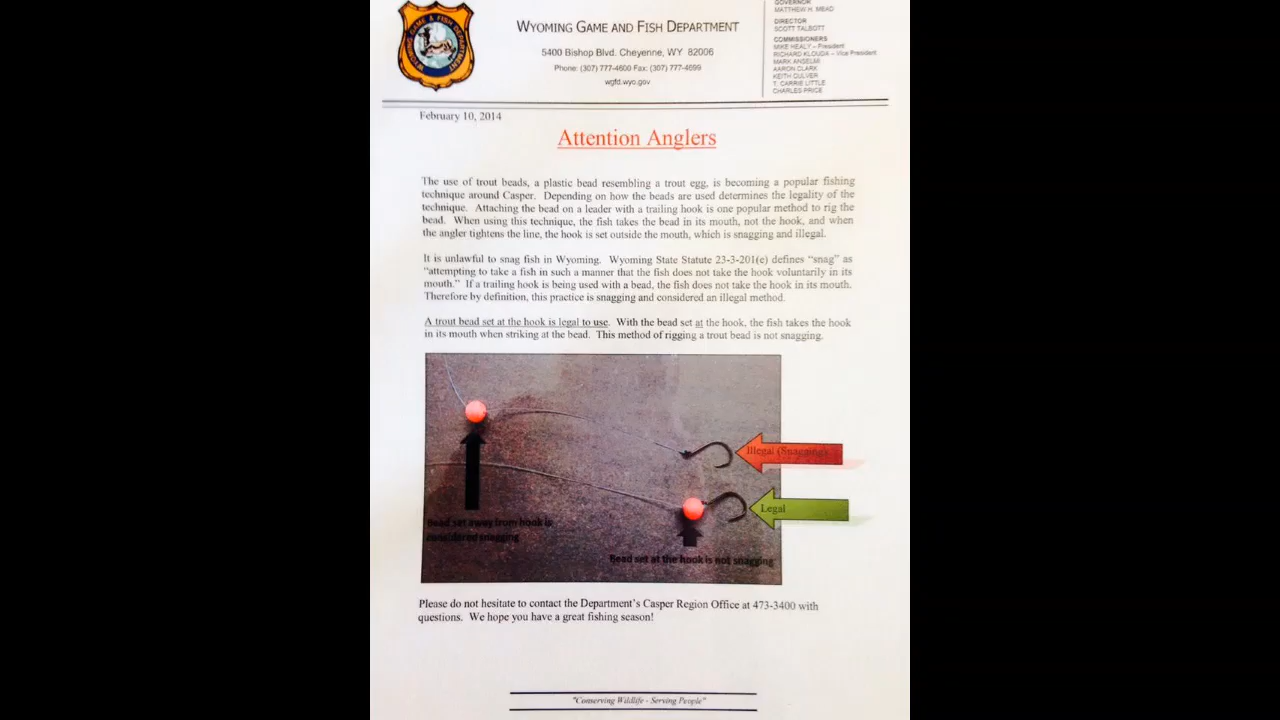 WYOMING GAME AND FISH DEPARTMENT
5400 Bishop Blvd. Cheyenne, WY 82006
Phone: (307) 777-4600 Fax: (307) 777-4699
wgfd.wyo.gov
GOVERNOR
MATTHEW H. MEAD
DIRECTOR
SCOTT TALBOTT
COMMISSIONERS
MIKE HEALY – President
RICHARD KLOUDA – Vice President
MARK ANSELMI
AARON CLARK
KEITH CULVER
T. CARRIE LITTLE
CHARLES PRICE
February 10, 2014
Attention Anglers
The use of trout beads, a plastic bead resembling a trout egg, is becoming a popular fishing
technique around Casper. Depending on how the beads are used determines the legality of the
technique. Attaching the bead on a leader with a trailing hook is one popular method to rig the
bead. When using this technique, the fish takes the bead in its mouth, not the hook, and when
the angler tightens the line, the hook is set outside the mouth, which is snagging and illegal.
It is unlawful to snag fish in Wyoming. Wyoming State Statute 23-3-201(e) defines “snag” as
“attempting to take a fish in such a manner that the fish does not take the hook voluntarily in its
mouth.” If a trailing hook is being used with a bead, the fish does not take the hook in its mouth.
Therefore by definition, this practice is snagging and considered an illegal method.
A trout bead set at the hook is legal to use. With the bead set at the hook, the fish takes the hook
in its mouth when striking at the bead. This method of rigging a trout bead is not snagging.
Illegal (Snagging)
Legal
Bead set away from hook is
considered snagging
Bead set at the hook is not snagging
Please do not hesitate to contact the Department’s Casper Region Office at 473-3400 with
questions. We hope you have a great fishing season!
"Conserving Wildlife - Serving People"